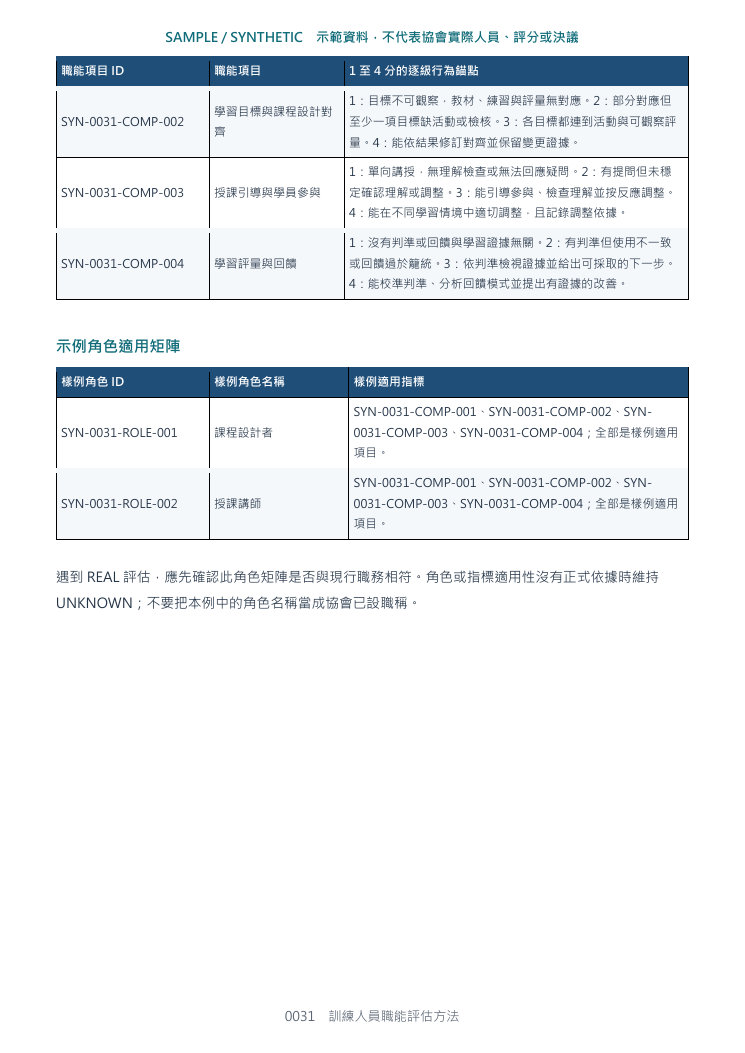 SAMPLE / SYNTHETIC　示範資料，不代表協會實際人員、評分或決議
職能項目 ID
職能項目
1 至 4 分的逐級行為錨點
SYN-0031-COMP-002
學習目標與課程設計對
齊
1：目標不可觀察，教材、練習與評量無對應。2：部分對應但
至少一項目標缺活動或檢核。3：各目標都連到活動與可觀察評
量。4：能依結果修訂對齊並保留變更證據。
SYN-0031-COMP-003
授課引導與學員參與
1：單向講授，無理解檢查或無法回應疑問。2：有提問但未穩
定確認理解或調整。3：能引導參與、檢查理解並按反應調整。
4：能在不同學習情境中適切調整，且記錄調整依據。
SYN-0031-COMP-004
學習評量與回饋
1：沒有判準或回饋與學習證據無關。2：有判準但使用不一致
或回饋過於籠統。3：依判準檢視證據並給出可採取的下一步。
4：能校準判準、分析回饋模式並提出有證據的改善。
示例角色適用矩陣
樣例角色 ID
樣例角色名稱
樣例適用指標
SYN-0031-ROLE-001
課程設計者
SYN-0031-COMP-001、SYN-0031-COMP-002、SYN-
0031-COMP-003、SYN-0031-COMP-004；全部是樣例適用
項目。
SYN-0031-ROLE-002
授課講師
SYN-0031-COMP-001、SYN-0031-COMP-002、SYN-
0031-COMP-003、SYN-0031-COMP-004；全部是樣例適用
項目。
遇到 REAL 評估，應先確認此角色矩陣是否與現行職務相符。角色或指標適用性沒有正式依據時維持
UNKNOWN；不要把本例中的角色名稱當成協會已設職稱。
0031　訓練人員職能評估方法